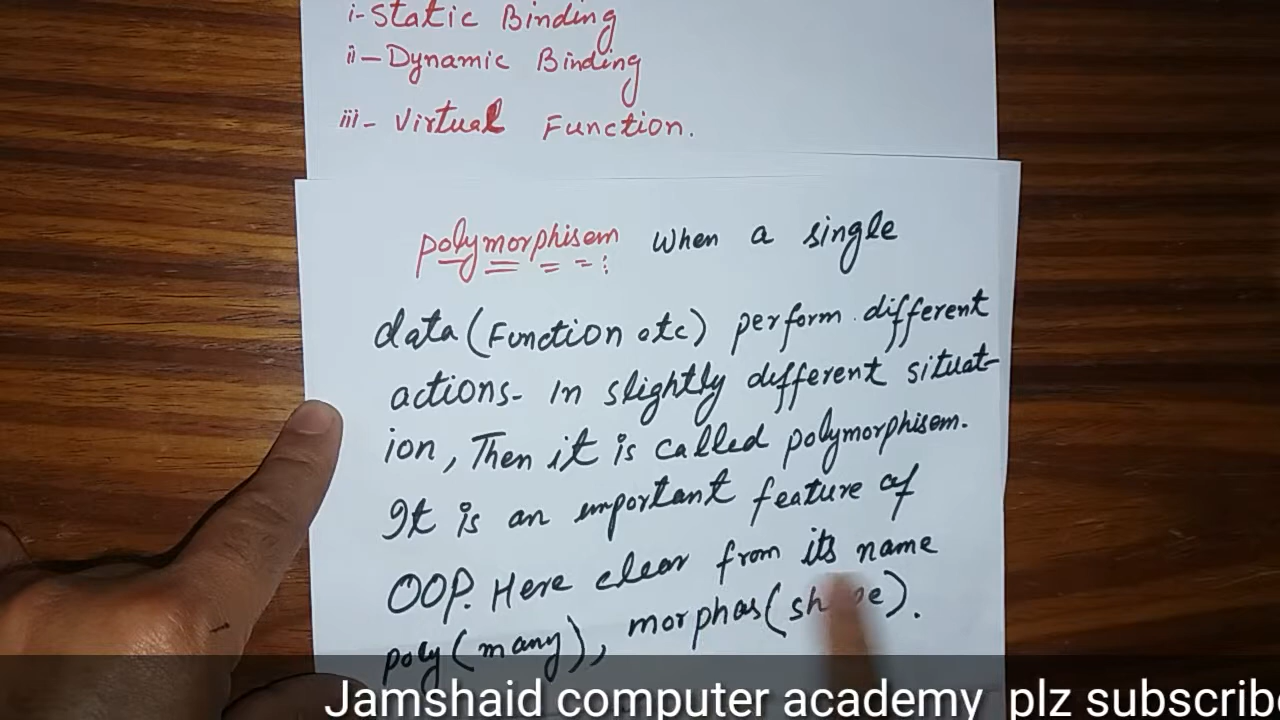 i- Static Binding
ii- Dynamic Binding
iii- Virtual Function.
polymorphisem : When a single
data (Function etc) perform different
actions- In slightly different situat-
ion, Then it is called polymorphisem.
It is an important feature of
OOP. Here clear from its name
poly (many), morphas (shape).
Jamshaid computer academy plz subscrib